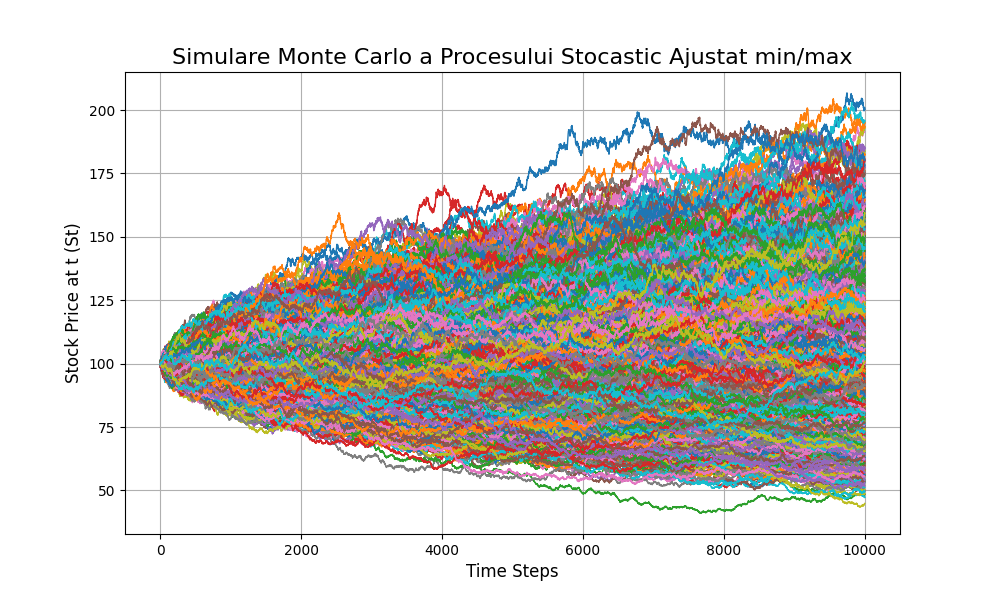 Simulare Monte Carlo a Procesului Stocastic Ajustat min/max
200
175
150
125
100
75
50
Stock Price at t (St)
0 2000 4000 6000 8000 10000
Time Steps